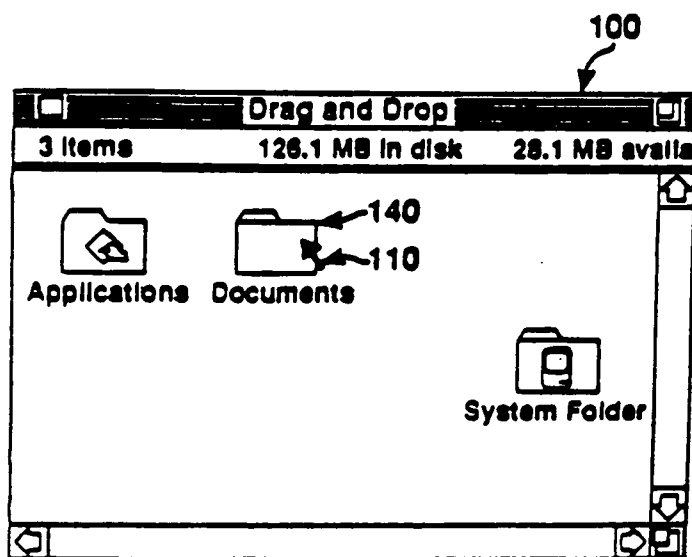 100
Drag and Drop
3 items 126.1 MB in disk 28.1 MB availa
140
110
Applications Documents
System Folder